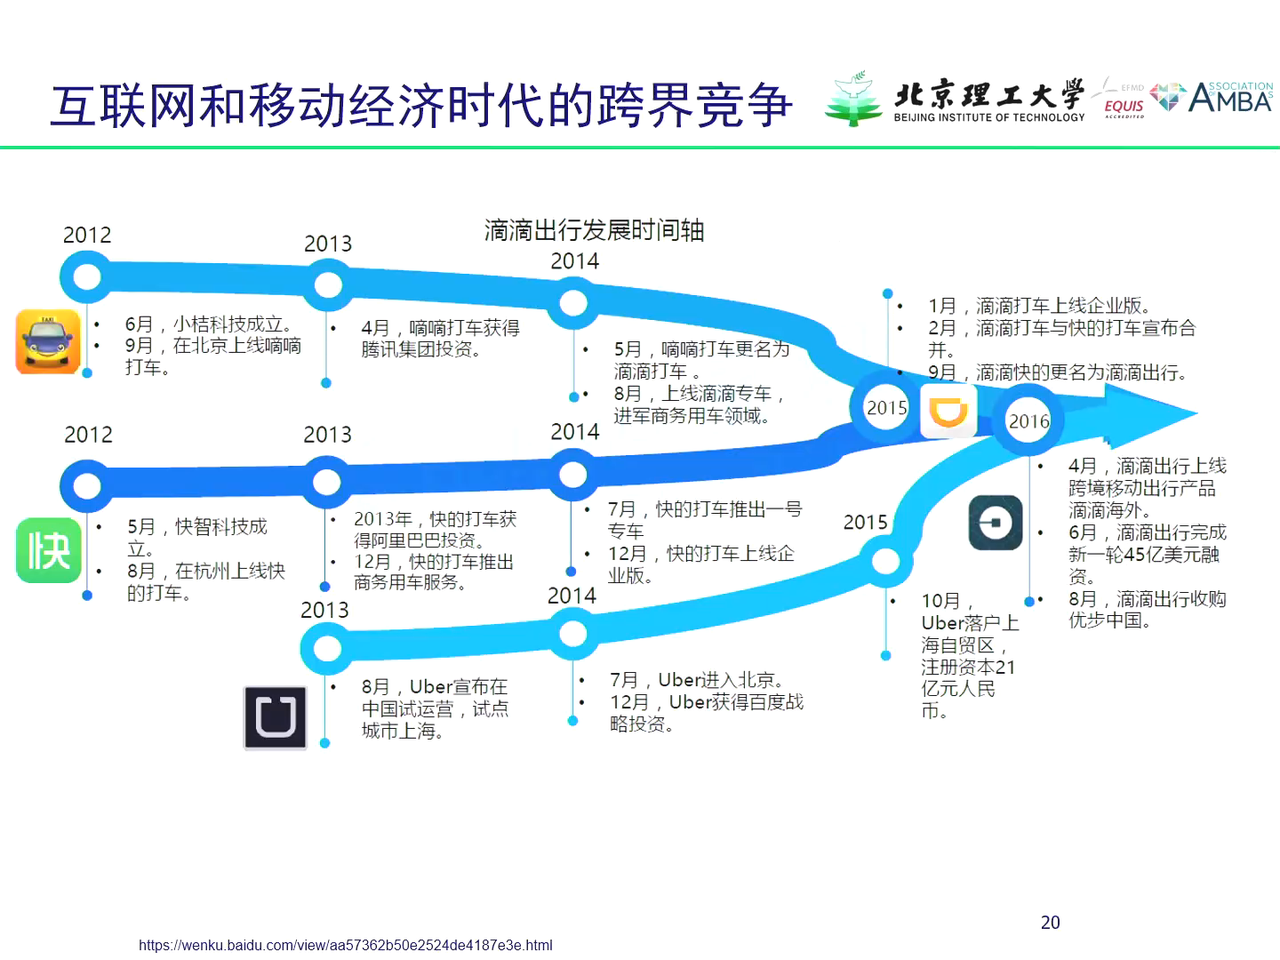 互联网和移动经济时代的跨界竞争
北京理工大学
BEIJING INSTITUTE OF TECHNOLOGY
EFMD
EQUIS
ACCREDITED
ASSOCIATION
OF
AMBAS
滴滴出行发展时间轴
2012
• 6月，小桔科技成立。
• 9月，在北京上线嘀嘀
打车。
TAXI
2013
• 4月，嘀嘀打车获得
腾讯集团投资。
2014
• 5月，嘀嘀打车更名为
滴滴打车 。
• 8月，上线滴滴专车，
进军商务用车领域。
• 1月，滴滴打车上线企业版。
• 2月，滴滴打车与快的打车宣布合
并。
• 9月，滴滴快的更名为滴滴出行。
2015
2016
2012
快
• 5月，快智科技成
立。
• 8月，在杭州上线快
的打车。
2013
• 2013年，快的打车获
得阿里巴巴投资。
• 12月，快的打车推出
商务用车服务。
2014
• 7月，快的打车推出一号
专车
• 12月，快的打车上线企
业版。
• 4月，滴滴出行上线
跨境移动出行产品
滴滴海外。
• 6月，滴滴出行完成
新一轮45亿美元融
资。
• 8月，滴滴出行收购
优步中国。
2013
• 8月，Uber宣布在
中国试运营，试点
城市上海。
2014
• 7月，Uber进入北京。
• 12月，Uber获得百度战
略投资。
2015
• 10月，
Uber落户上
海自贸区，
注册资本21
亿元人民
币。
20
https://wenku.baidu.com/view/aa57362b50e2524de4187e3e.html